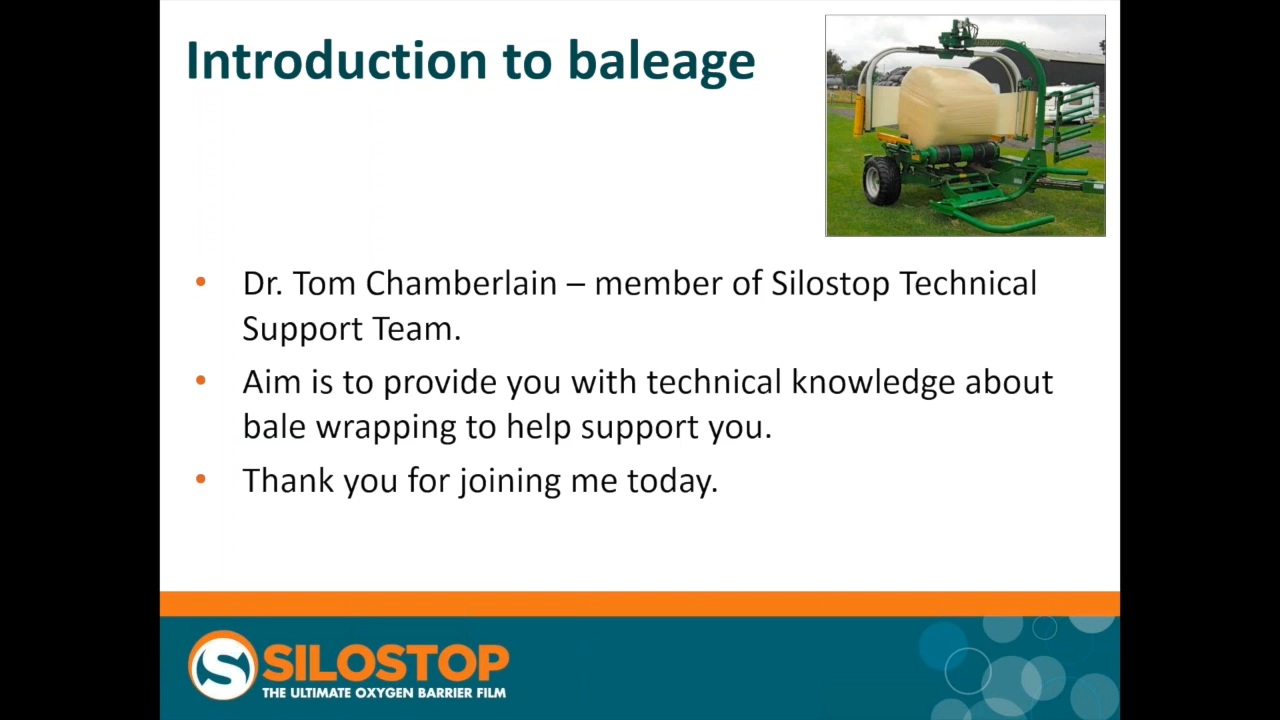 Introduction to baleage
• Dr. Tom Chamberlain – member of Silostop Technical
Support Team.
• Aim is to provide you with technical knowledge about
bale wrapping to help support you.
• Thank you for joining me today.
SILOSTOP
THE ULTIMATE OXYGEN BARRIER FILM